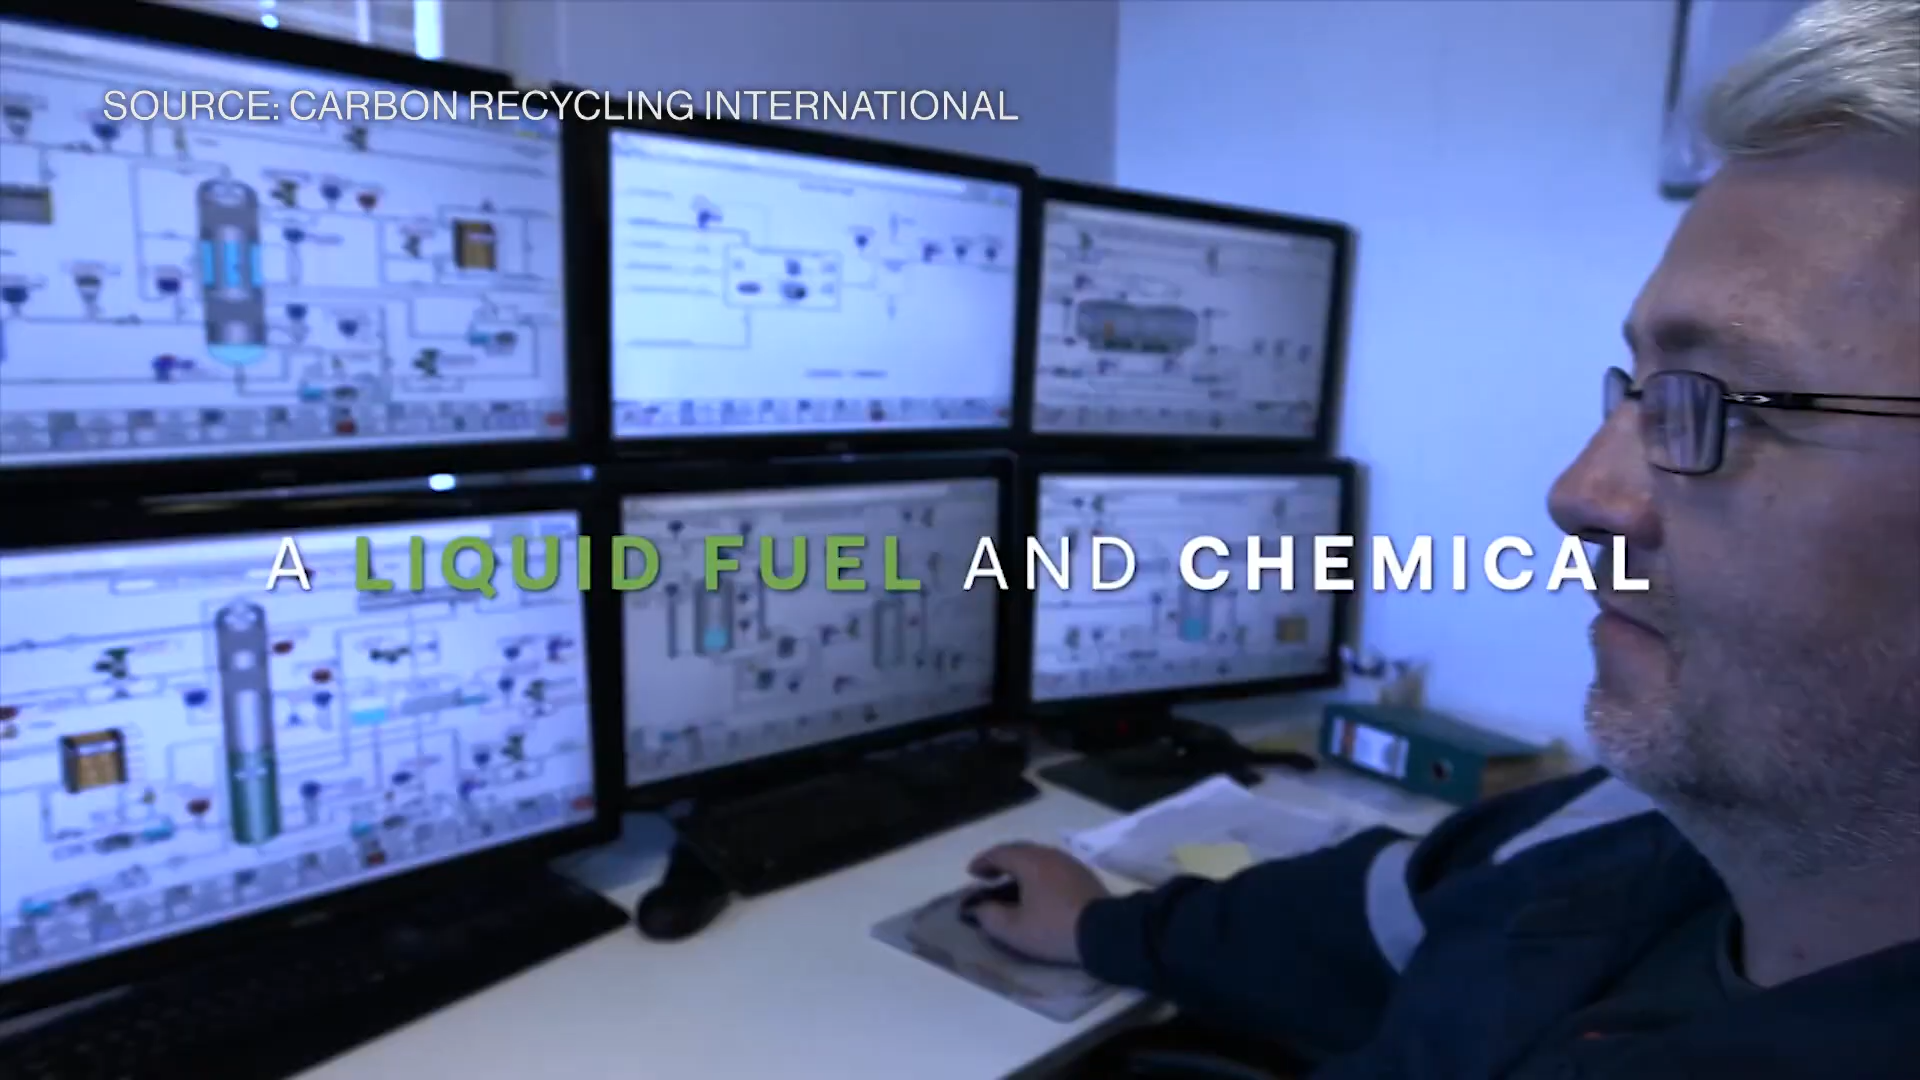 SOURCE: CARBON RECYCLING INTERNATIONAL
A LIQUID FUEL AND CHEMICAL